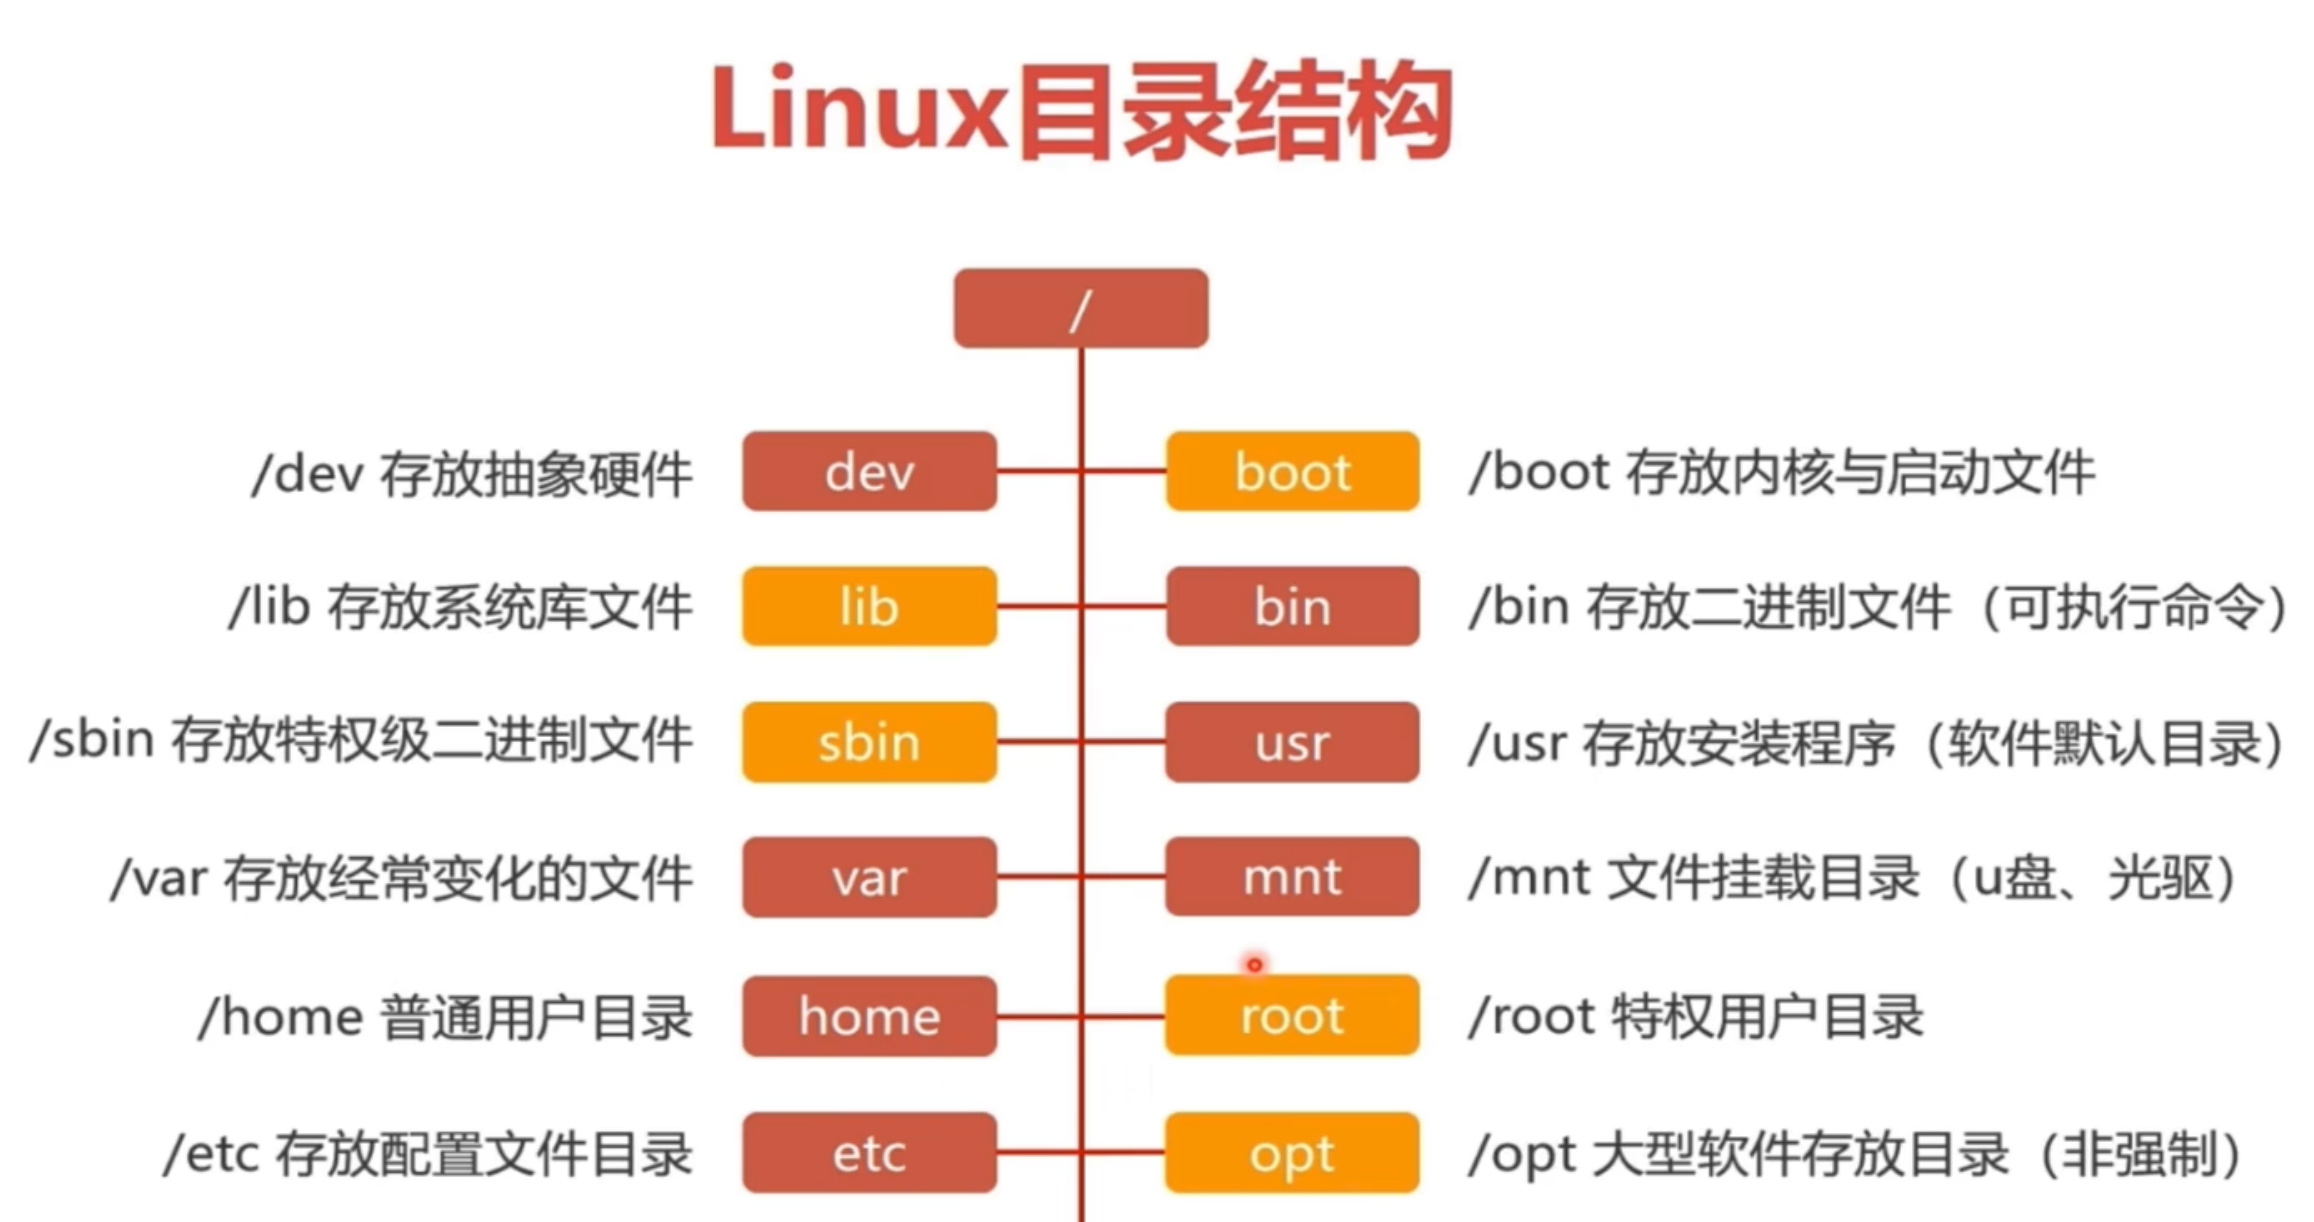 Linux目录结构
/
/dev 存放抽象硬件 dev boot /boot 存放内核与启动文件
/lib 存放系统库文件 lib bin /bin 存放二进制文件（可执行命令）
/sbin 存放特权级二进制文件 sbin usr /usr 存放安装程序（软件默认目录）
/var 存放经常变化的文件 var mnt /mnt 文件挂载目录（u盘、光驱）
/home 普通用户目录 home root /root 特权用户目录
/etc 存放配置文件目录 etc opt /opt 大型软件存放目录（非强制）